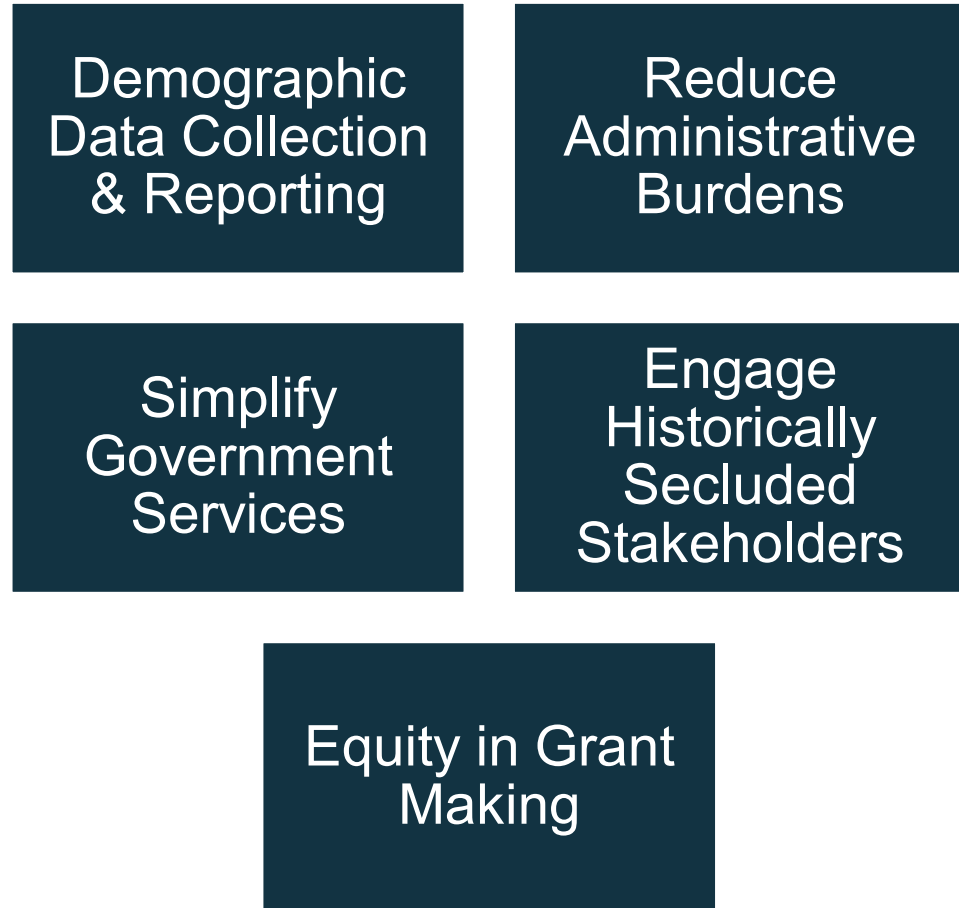 Demographic
Data Collection
& Reporting
Reduce
Administrative
Burdens
Simplify
Government
Services
Engage
Historically
Secluded
Stakeholders
Equity in Grant
Making